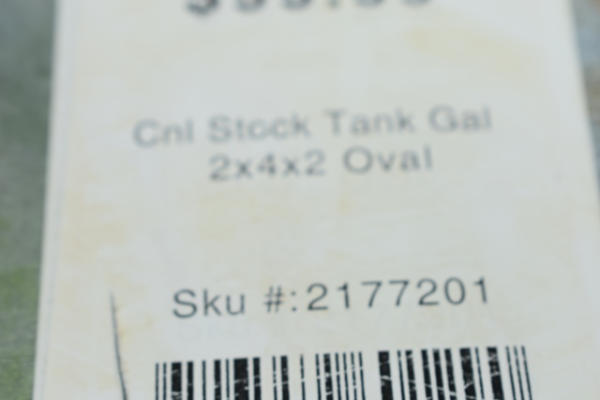 Cnl Stock Tank Gal
2x4x2 Oval
Sku #:2177201